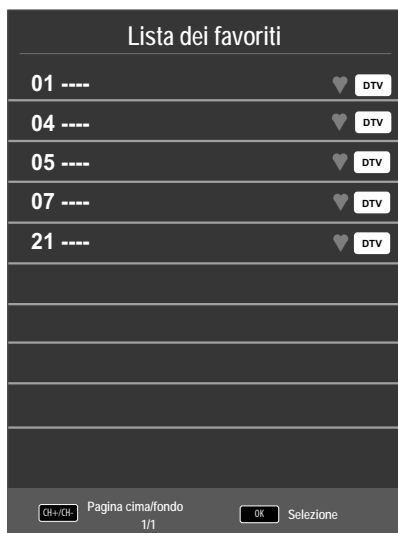 Lista dei favoriti
01 ---- DTV
04 ---- DTV
05 ---- DTV
07 ---- DTV
21 ---- DTV
CH+/CH- Pagina cima/fondo OK Selezione
1/1